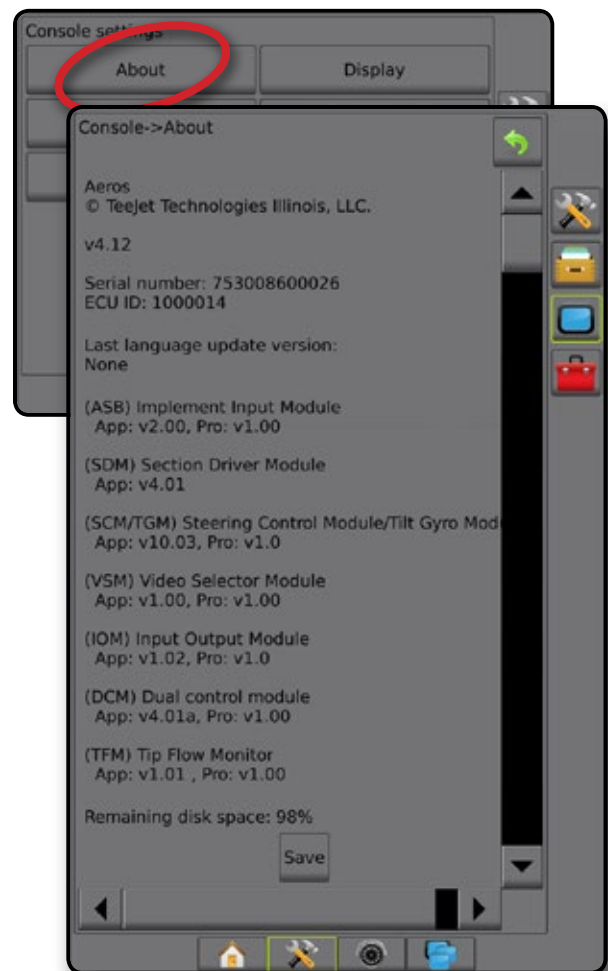 Console settings
About
Display
Console->About
Aeros
© TeeJet Technologies Illinois, LLC.
v4.12
Serial number: 753008600026
ECU ID: 1000014
Last language update version:
None
(ASB) Implement Input Module
App: v2.00, Pro: v1.00
(SDM) Section Driver Module
App: v4.01
(SCM/TGM) Steering Control Module/Tilt Gyro Mod
App: v10.03, Pro: v1.0
(VSM) Video Selector Module
App: v1.00, Pro: v1.00
(IOM) Input Output Module
App: v1.02, Pro: v1.0
(DCM) Dual control module
App: v4.01a, Pro: v1.00
(TFM) Tip Flow Monitor
App: v1.01 , Pro: v1.00
Remaining disk space: 98%
Save